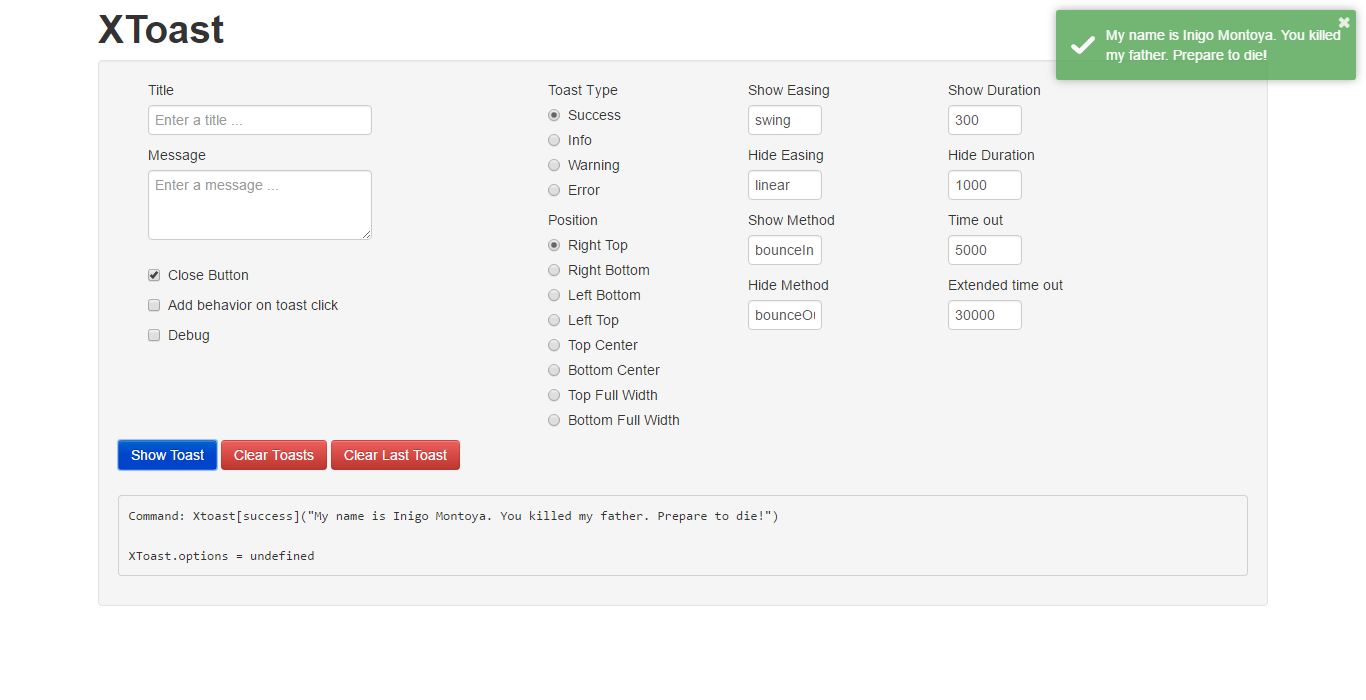 XToast
My name is Inigo Montoya. You killed
my father. Prepare to die!
Title
Enter a title ...
Message
Enter a message ...
Close Button
Add behavior on toast click
Debug
Toast Type
Success
Info
Warning
Error
Position
Right Top
Right Bottom
Left Bottom
Left Top
Top Center
Bottom Center
Top Full Width
Bottom Full Width
Show Easing
swing
Hide Easing
linear
Show Method
bounceIn
Hide Method
bounceOu
Show Duration
300
Hide Duration
1000
Time out
5000
Extended time out
30000
Show Toast
Clear Toasts
Clear Last Toast
Command: Xtoast[success]("My name is Inigo Montoya. You killed my father. Prepare to die!")
XToast.options = undefined